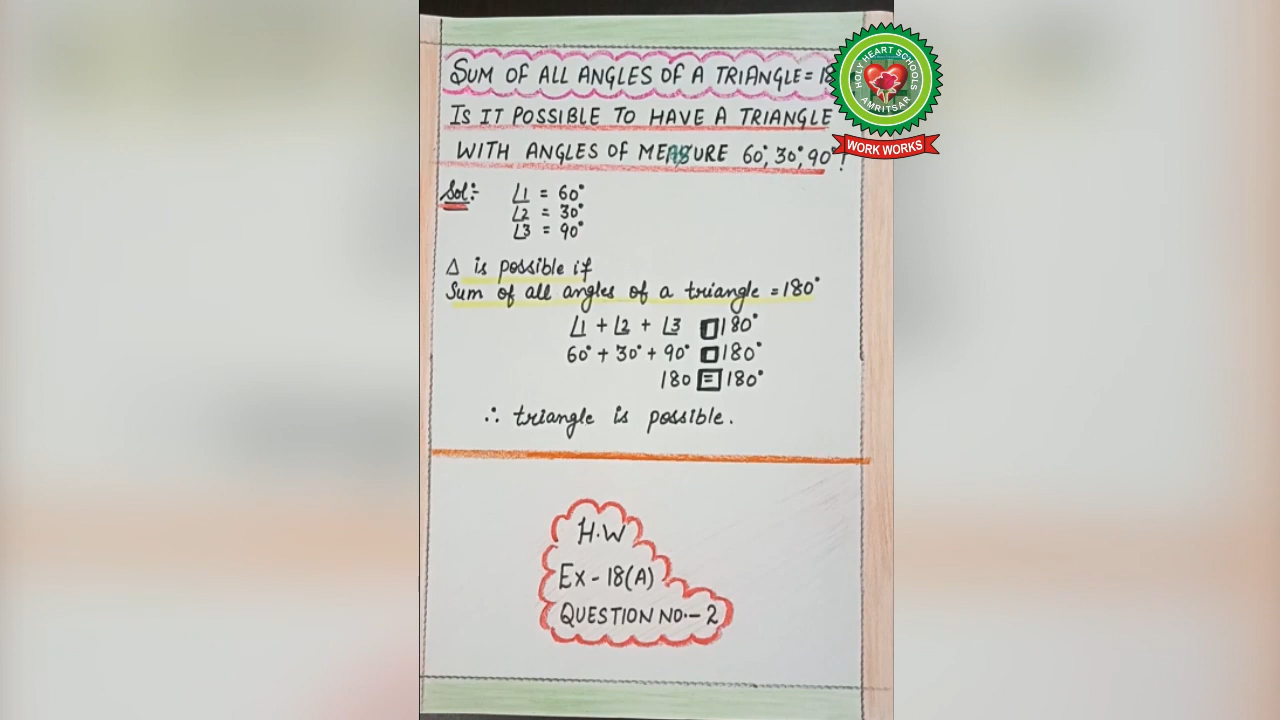 SUM OF ALL ANGLES OF A TRIANGLE = 18
IS IT POSSIBLE TO HAVE A TRIANGLE
WITH ANGLES OF MEASURE 60°, 30°, 90° ?
Sol:-
∠1 = 60°
∠2 = 30°
∠3 = 90°
Δ is possible if
Sum of all angles of a triangle = 180°
∠1 + ∠2 + ∠3 □ 180°
60° + 30° + 90° □ 180°
180 = 180°
∴ triangle is possible.
H.W
EX - 18(A)
QUESTION NO:- 2
HOLY HEART SCHOOLS
AMRITSAR
WORK WORKS